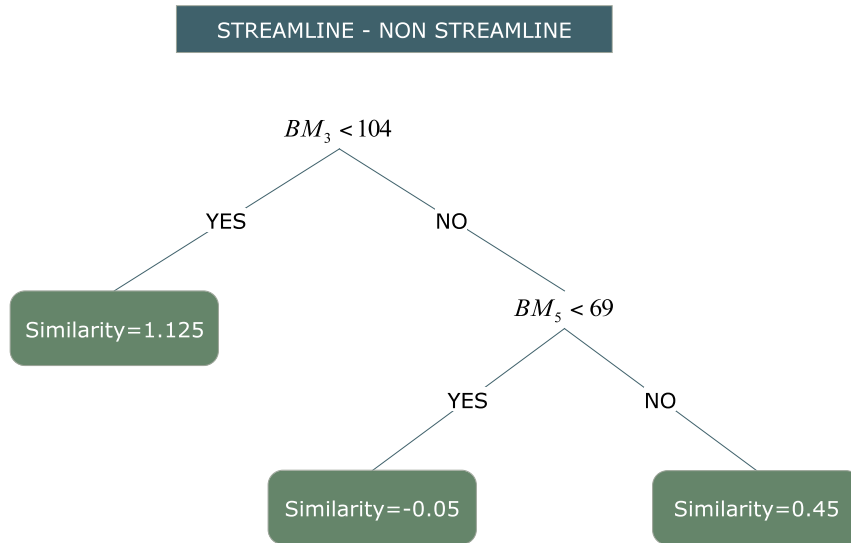 STREAMLINE - NON STREAMLINE
BM₃ < 104
YES
NO
Similarity=1.125
BM₅ < 69
YES
NO
Similarity=-0.05
Similarity=0.45